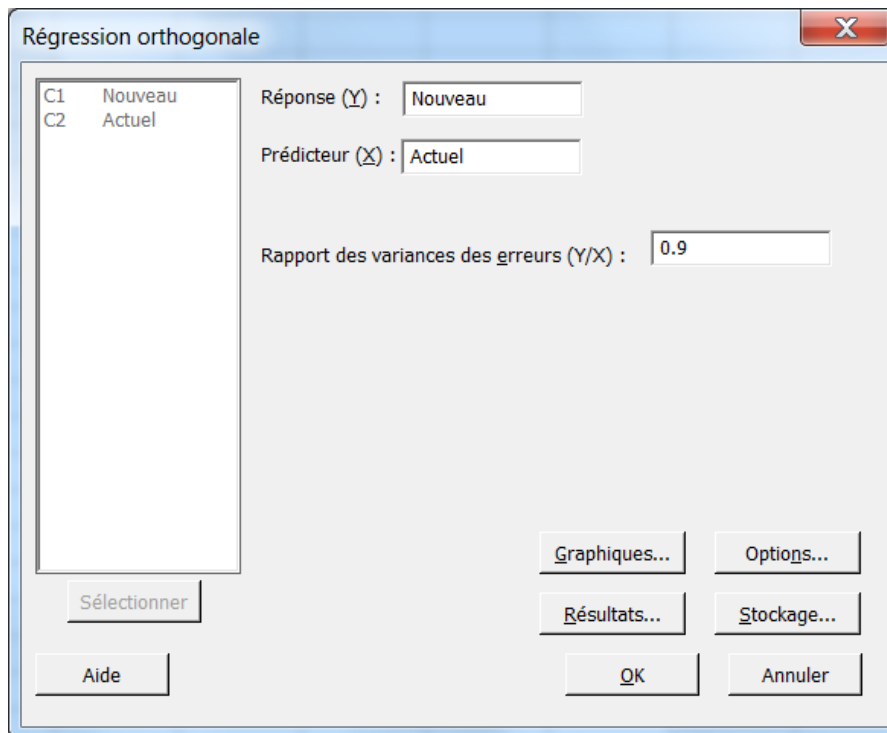 Régression orthogonale
C1 Nouveau
C2 Actuel
Réponse (Y) : Nouveau
Prédicteur (X) : Actuel
Rapport des variances des erreurs (Y/X) : 0.9
Graphiques... Options...
Sélectionner
Résultats... Stockage...
Aide OK Annuler